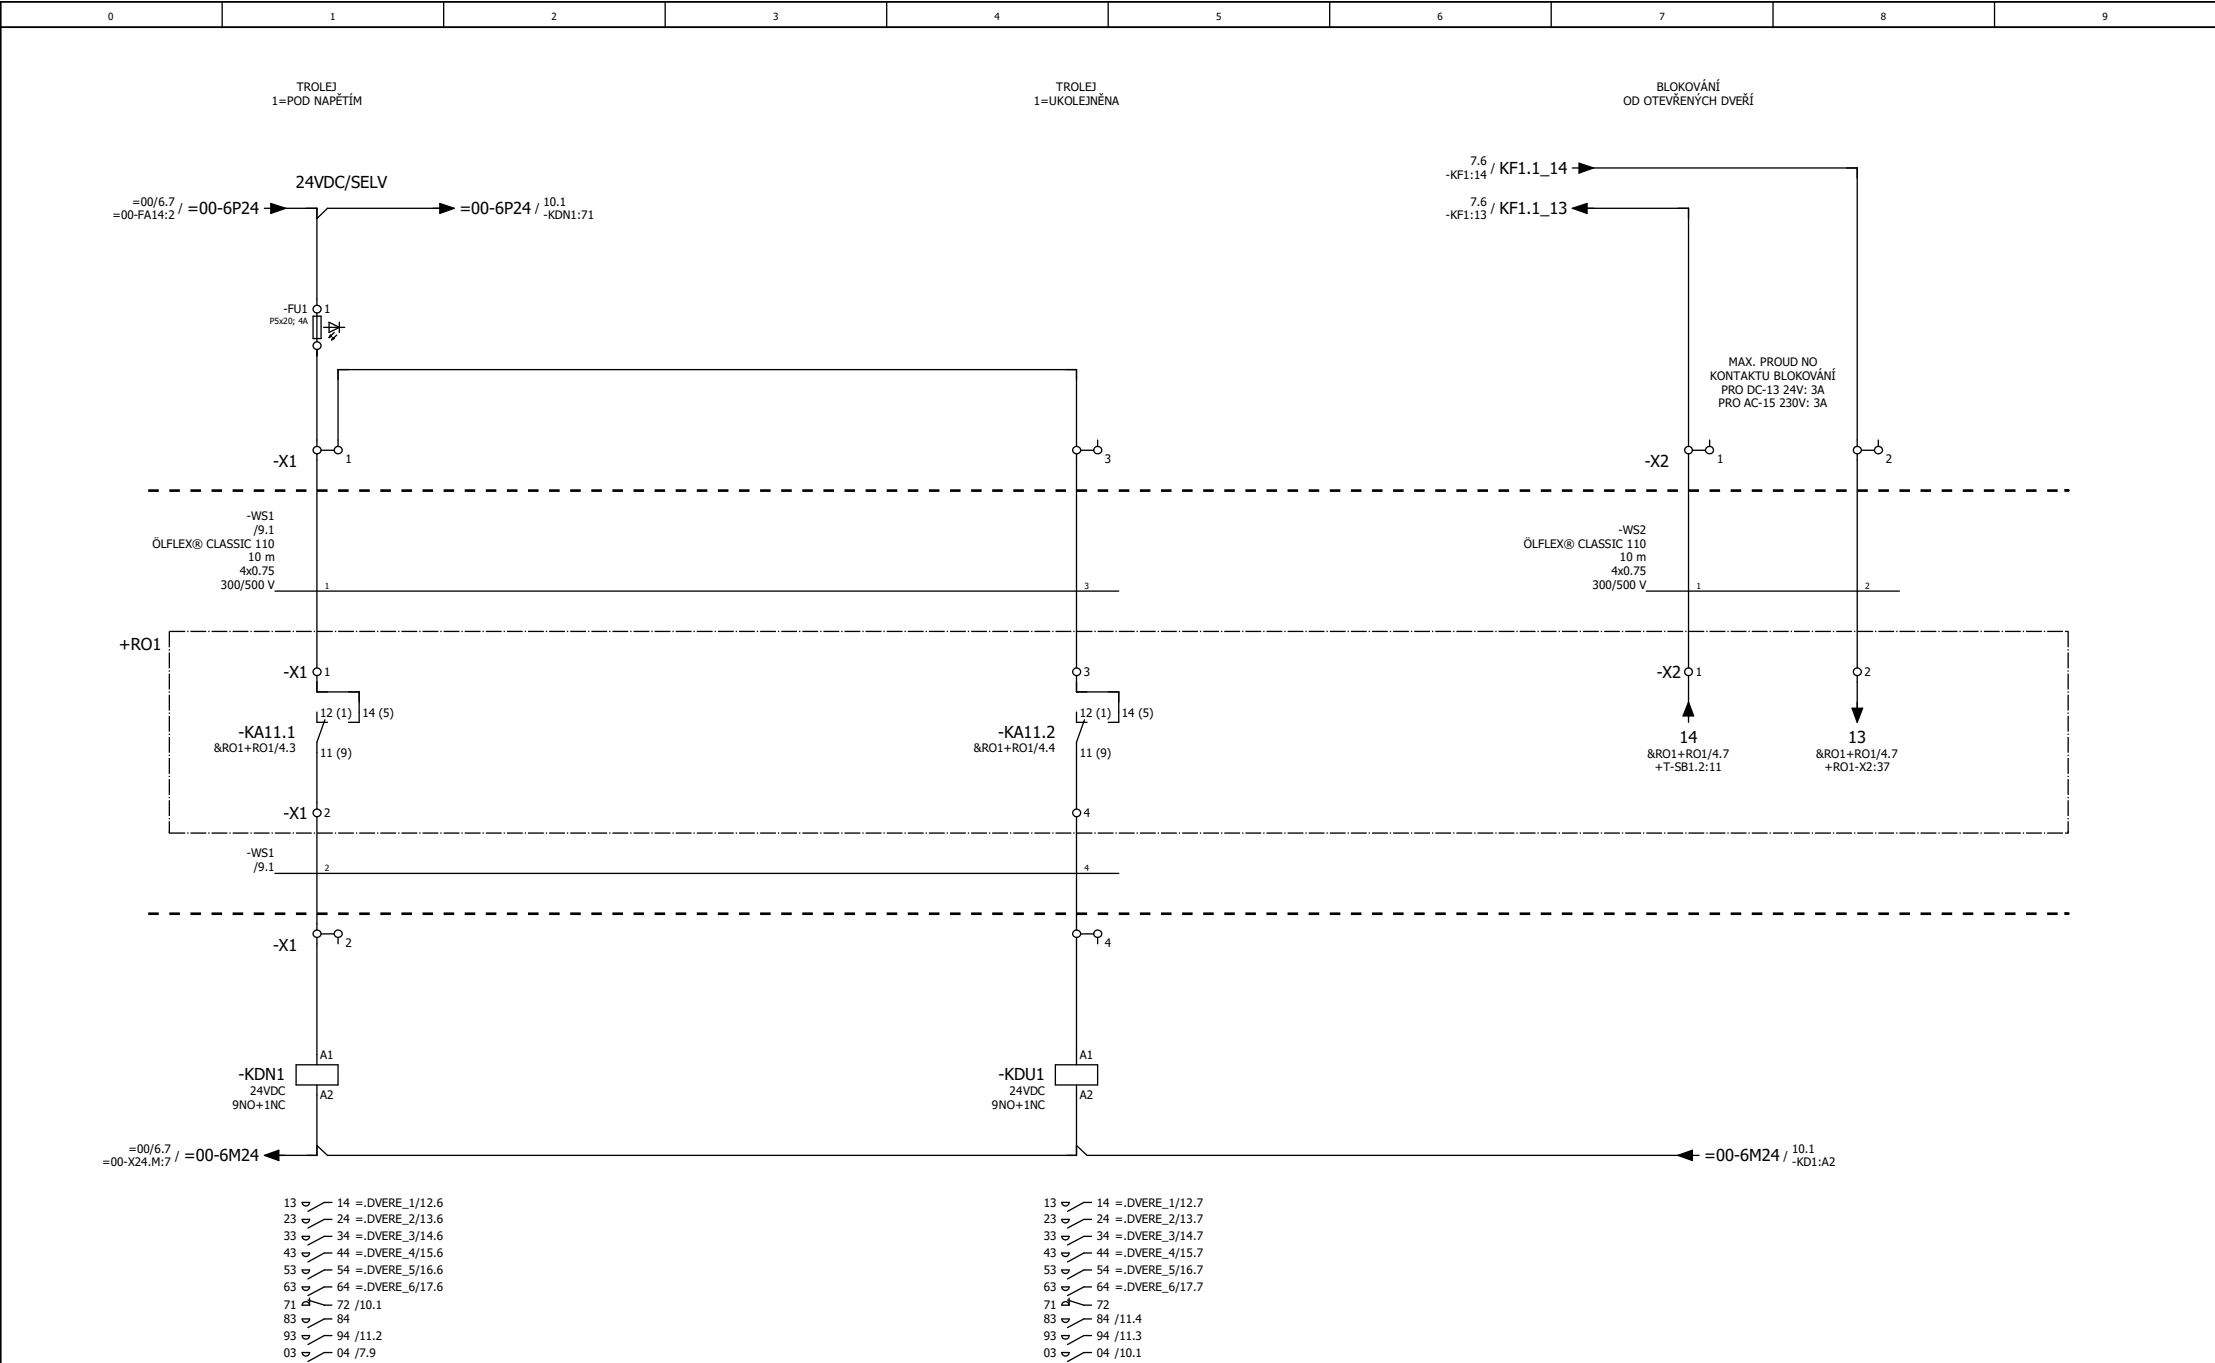 0 1 2 3 4 5 6 7 8 9
TROLEJ
1=POD NAPĚTÍM
TROLEJ
1=UKOLEJNĚNA
BLOKOVÁNÍ
OD OTEVŘENÝCH DVEŘÍ
24VDC/SELV
=00/6.7
=00-FA14:2 / =00-6P24
=00-6P24 / 10.1
-KDN1:71
7.6
-KF1:14 / KF1.1_14
7.6
-KF1:13 / KF1.1_13
-FU1 1
P5x20; 4A
MAX. PROUD NO
KONTAKTU BLOKOVÁNÍ
PRO DC-13 24V: 3A
PRO AC-15 230V: 3A
-X1 1
3
-X2 1
2
-WS1
/9.1
ÖLFLEX® CLASSIC 110
10 m
4x0.75
300/500 V
1
3
-WS2
ÖLFLEX® CLASSIC 110
10 m
4x0.75
300/500 V
1
2
+RO1
-X1 1
3
-X2 1
2
12 (1) 14 (5)
-KA11.1
&RO1+RO1/4.3
11 (9)
12 (1) 14 (5)
-KA11.2
&RO1+RO1/4.4
11 (9)
14
&RO1+RO1/4.7
+T-SB1.2:11
13
&RO1+RO1/4.7
+RO1-X2:37
-X1 2
4
-WS1
/9.1
2
4
-X1 2
4
A1
-KDN1
24VDC
9NO+1NC
A2
A1
-KDU1
24VDC
9NO+1NC
A2
=00/6.7
=00-X24.M:7 / =00-6M24
=00-6M24 / 10.1
-KD1:A2
13 14 =.DVERE_1/12.6
23 24 =.DVERE_2/13.6
33 34 =.DVERE_3/14.6
43 44 =.DVERE_4/15.6
53 54 =.DVERE_5/16.6
63 64 =.DVERE_6/17.6
71 72 /10.1
83 84
93 94 /11.2
03 04 /7.9
13 14 =.DVERE_1/12.7
23 24 =.DVERE_2/13.7
33 34 =.DVERE_3/14.7
43 44 =.DVERE_4/15.7
53 54 =.DVERE_5/16.7
63 64 =.DVERE_6/17.7
71 72
83 84 /11.4
93 94 /11.3
03 04 /10.1